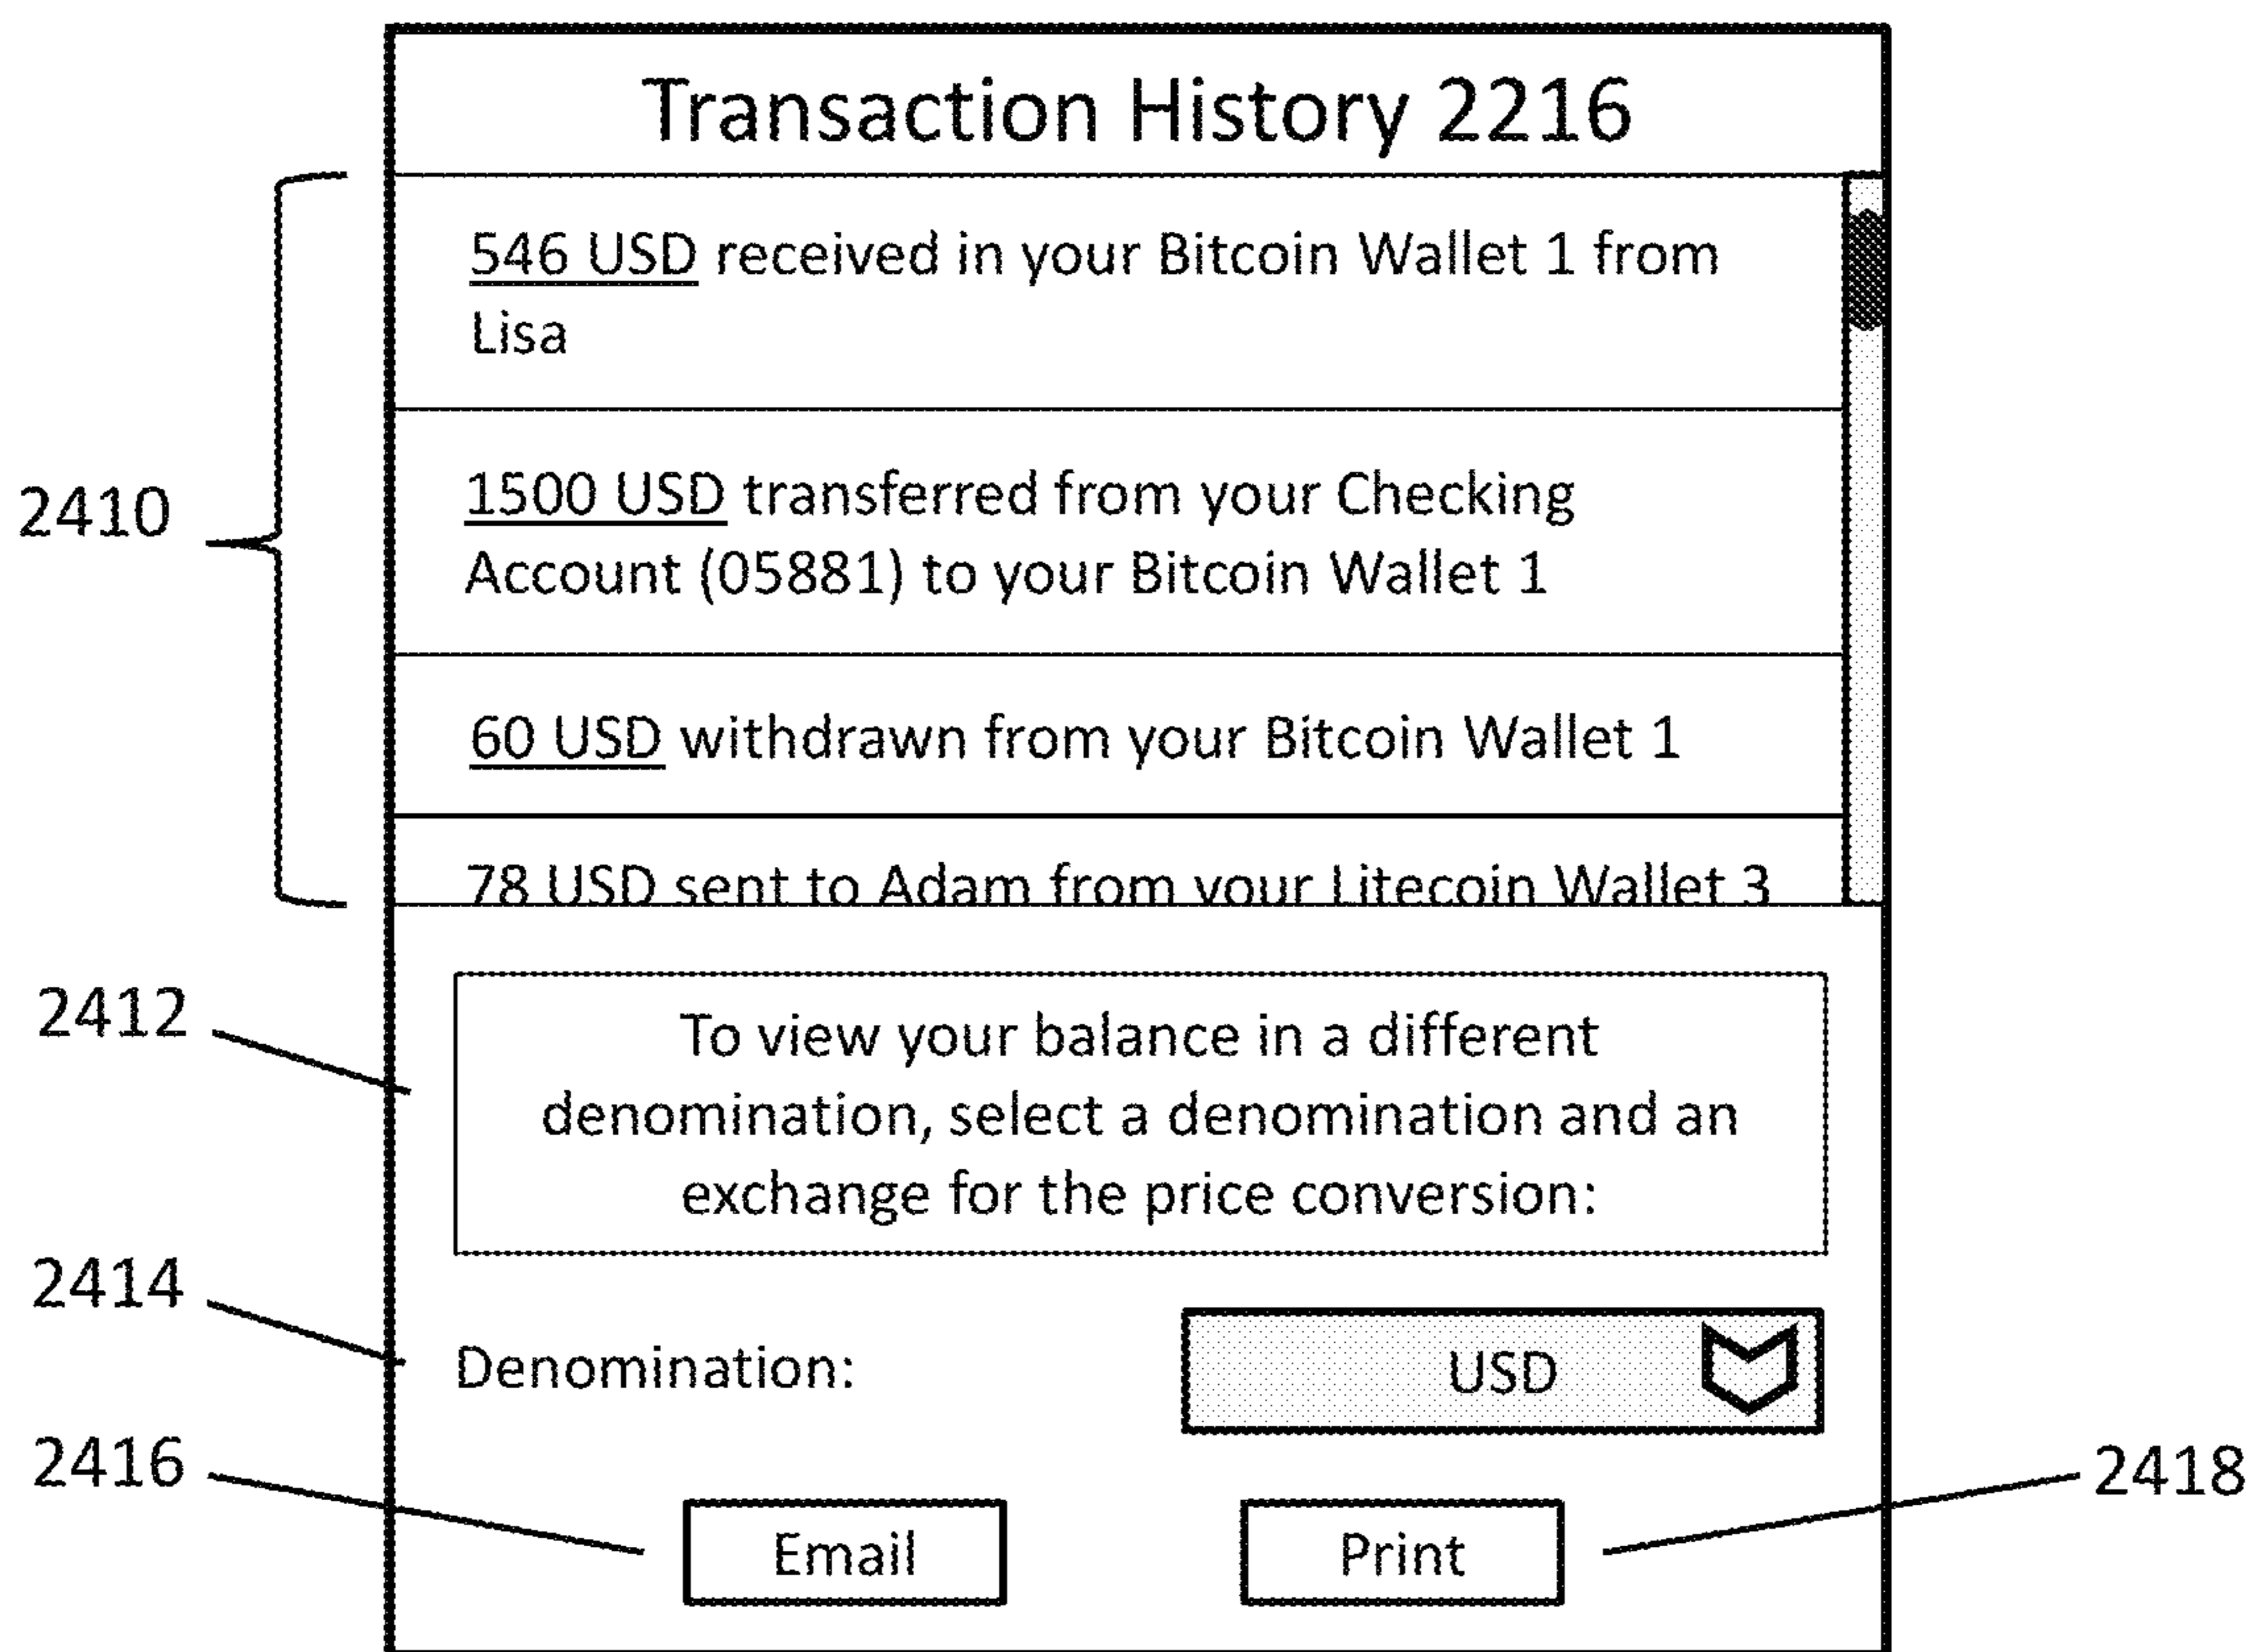 Transaction History 2216
546 USD received in your Bitcoin Wallet 1 from
Lisa
2410
1500 USD transferred from your Checking
Account (05881) to your Bitcoin Wallet 1
60 USD withdrawn from your Bitcoin Wallet 1
78 USD sent to Adam from your Litecoin Wallet 3
2412
To view your balance in a different
denomination, select a denomination and an
exchange for the price conversion:
2414
Denomination:
USD
2416
Email
Print
2418